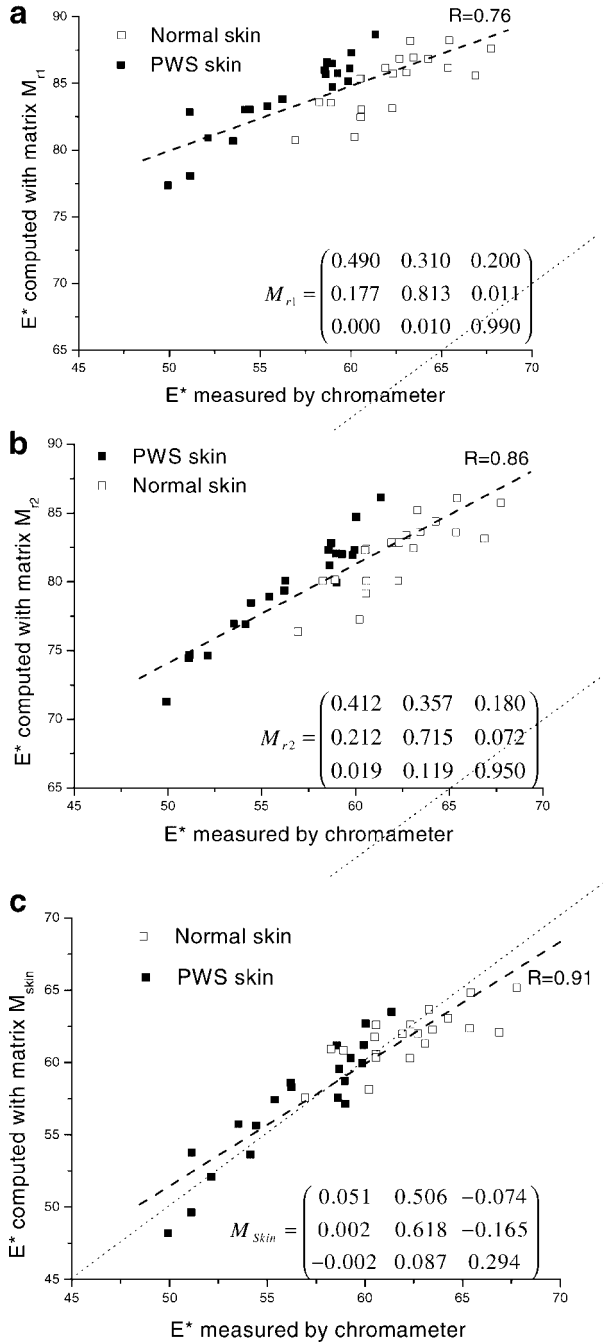 a
R=0.76
Normal skin
PWS skin
E* computed with matrix M_r1
90
85
80
75
70
65
M_r1 = (0.490 0.310 0.200
0.177 0.813 0.011
0.000 0.010 0.990)
45 50 55 60 65 70
E* measured by chromameter
b
R=0.86
PWS skin
Normal skin
E* computed with matrix M_r2
90
85
80
75
70
65
M_r2 = (0.412 0.357 0.180
0.212 0.715 0.072
0.019 0.119 0.950)
45 50 55 60 65 70
E* measured by chromameter
c
Normal skin
PWS skin
R=0.91
E* computed with matrix M_skin
70
65
60
55
50
45
M_Skin = (0.051 0.506 −0.074
0.002 0.618 −0.165
−0.002 0.087 0.294)
45 50 55 60 65 70
E* measured by chromameter